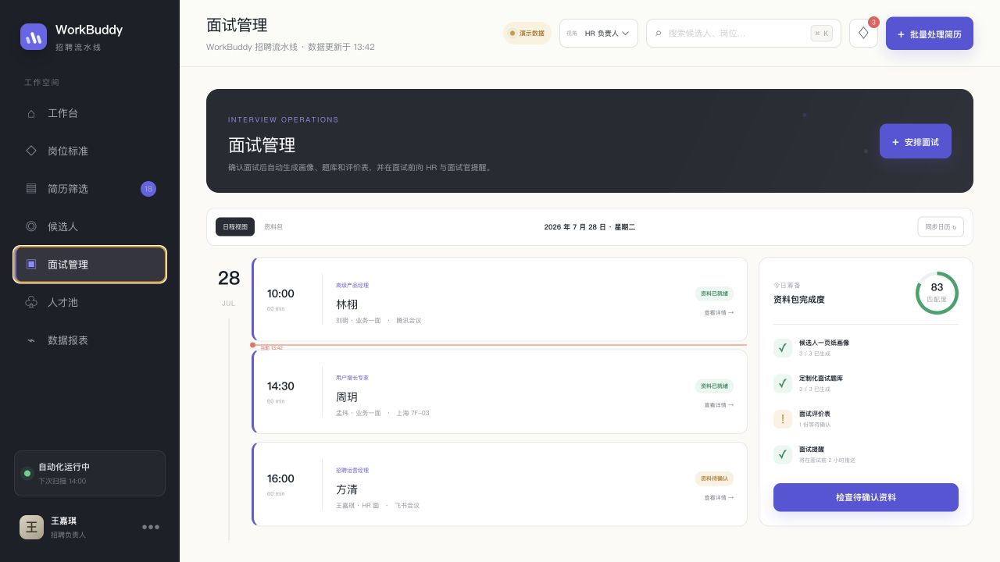 WorkBuddy
招聘流水线
工作空间
工作台
岗位标准
简历筛选
18
候选人
面试管理
人才池
数据报表
自动化运行中
下次扫描 14:00
王
王嘉琪
招聘负责人
面试管理
WorkBuddy 招聘流水线 · 数据更新于 13:42
演示数据
视角 HR 负责人
搜索候选人、岗位...
⌘ K
3
+ 批量处理简历
INTERVIEW OPERATIONS
面试管理
确认面试后自动生成画像、题库和评价表，并在面试前向 HR 与面试官提醒。
+ 安排面试
日程视图
资料包
2026 年 7 月 28 日 · 星期二
同步日历 ↻
28
JUL
10:00
60 min
高级产品经理
林栩
刘明 · 业务一面 · 腾讯会议
资料已就绪
查看详情 →
当前 13:42
14:30
60 min
用户增长专家
周玥
孟玮 · 业务一面 · 上海 7F-03
资料已就绪
查看详情 →
16:00
60 min
招聘运营经理
方清
王嘉琪 · HR 面 · 飞书会议
资料待确认
查看详情 →
今日筹备
资料包完成度
83
匹配度
候选人一页纸画像
3 / 3 已生成
定制化面试题库
3 / 3 已生成
面试评价表
1 份等待确认
面试提醒
将在面试前 2 小时推送
检查待确认资料